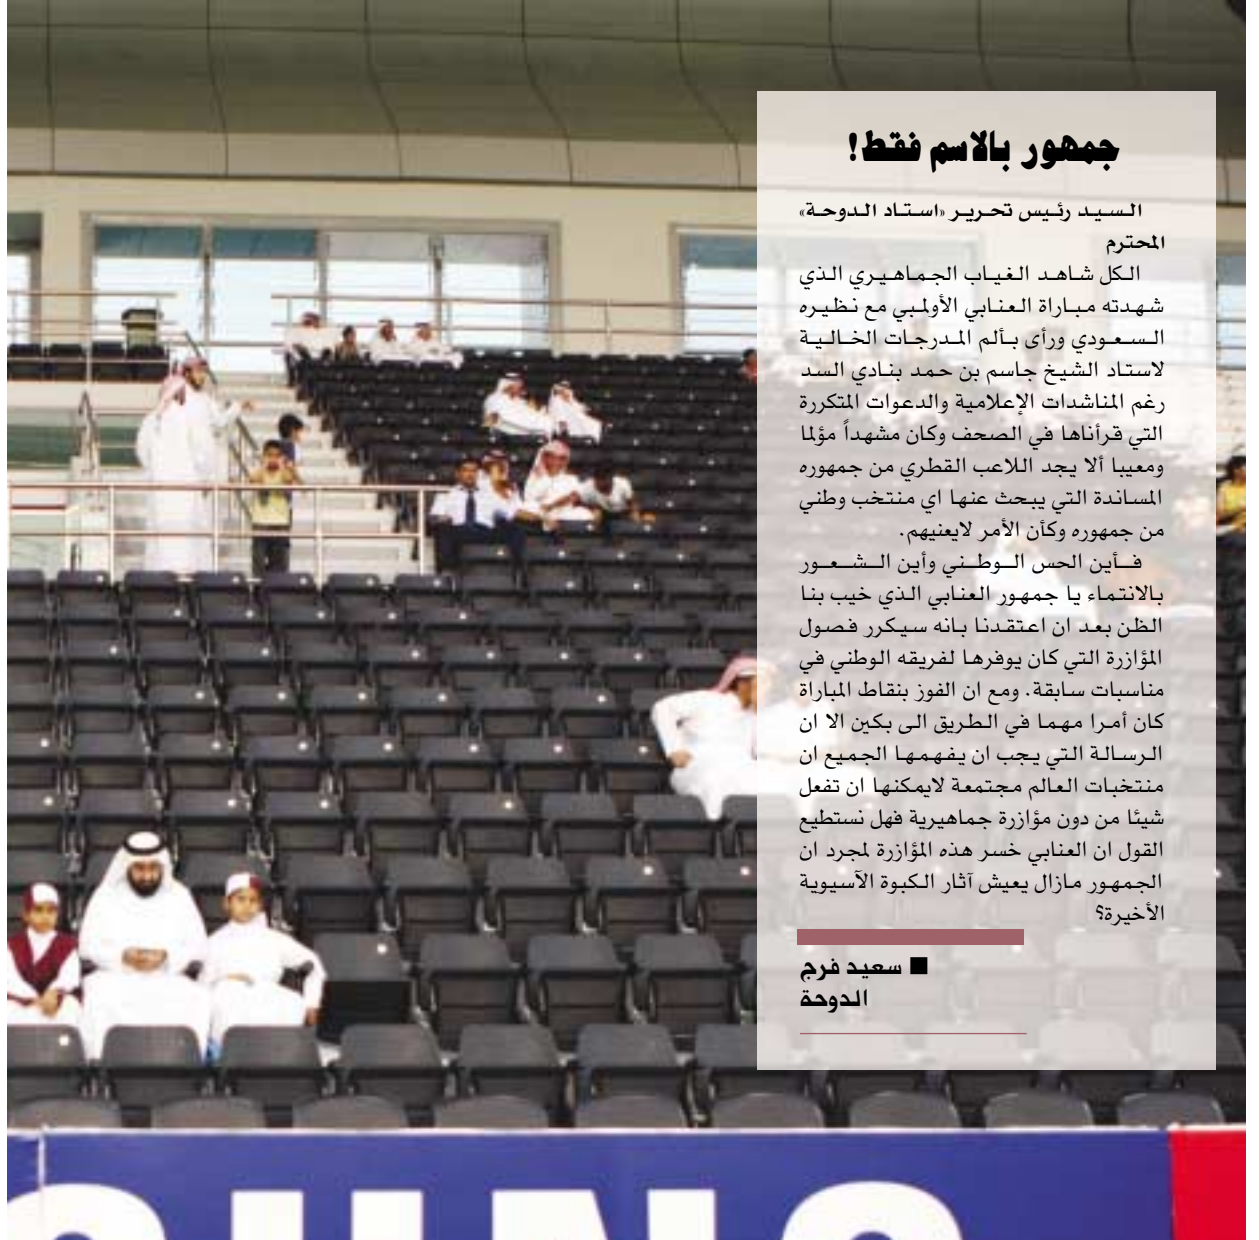 جمهور بالاسم فقط!
السيد رئيس تحرير «استاد الدوحة»
المحترم
الكل شاهد الغياب الجماهيري الذي
شهدته مباراة العنابي الأولمبي مع نظيره
السعودي ورأى بألم المدرجات الخالية
لاستاد الشيخ جاسم بن حمد بنادي السد
رغم المناشدات الإعلامية والدعوات المتكررة
التي قرأناها في الصحف وكان مشهداً مؤلما
ومعيبا ألا يجد اللاعب القطري من جمهوره
المساندة التي يبحث عنها اي منتخب وطني
من جمهوره وكأن الأمر لايعنيهم.
فأين الحس الوطني وأين الشعور
بالانتماء يا جمهور العنابي الذي خيب بنا
الظن بعد ان اعتقدنا بانه سيكرر فصول
المؤازرة التي كان يوفرها لفريقه الوطني في
مناسبات سابقة. ومع ان الفوز بنقاط المباراة
كان أمرا مهما في الطريق الى بكين الا ان
الرسالة التي يجب ان يفهمها الجميع ان
منتخبات العالم مجتمعة لايمكنها ان تفعل
شيئا من دون مؤازرة جماهيرية فهل نستطيع
القول ان العنابي خسر هذه المؤازرة لمجرد ان
الجمهور مازال يعيش آثار الكبوة الآسيوية
الأخيرة؟
■ سعيد فرج
الدوحة